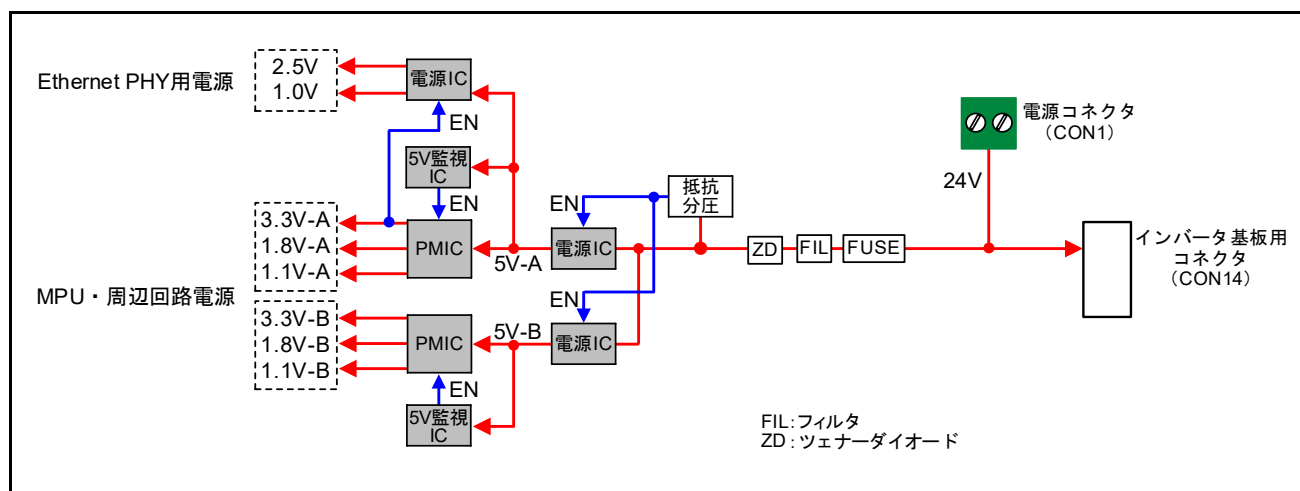 Ethernet PHY用電源
2.5V
1.0V
電源IC
EN
5V監視
IC
EN
3.3V-A
1.8V-A
1.1V-A
PMIC
5V-A
EN
電源IC
抵抗
分圧
ZD
FIL
FUSE
24V
電源コネクタ
（CON1）
インバータ基板用
コネクタ
（CON14）
MPU・周辺回路電源
3.3V-B
1.8V-B
1.1V-B
PMIC
5V-B
EN
電源IC
EN
5V監視
IC
FIL:フィルタ
ZD:ツェナーダイオード